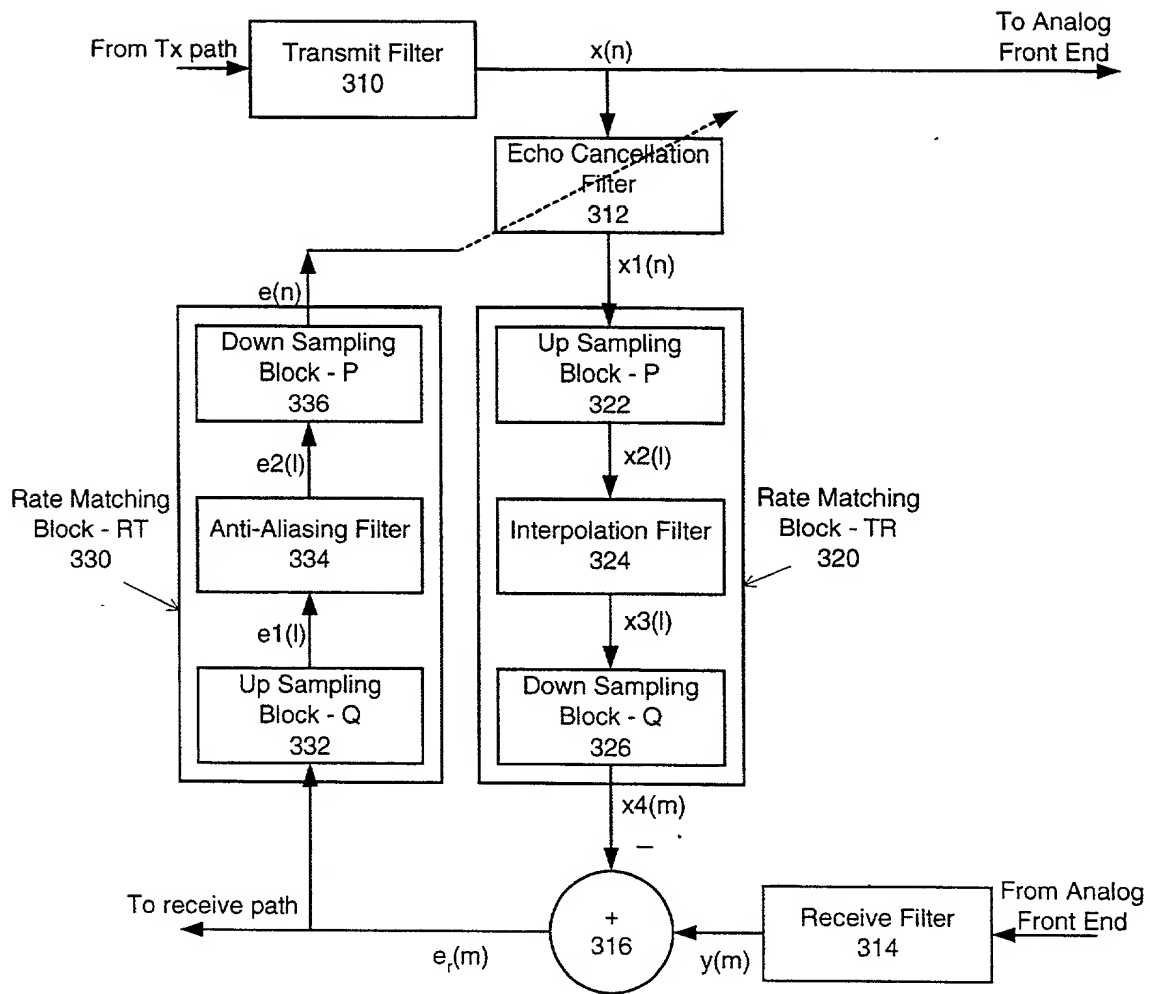 From Tx path
Transmit Filter
310
x(n)
To Analog
Front End
Echo Cancellation
Filter
312
x1(n)
e(n)
Down Sampling
Block - P
336
Up Sampling
Block - P
322
e2(l)
x2(l)
Rate Matching
Block - RT
330
Anti-Aliasing Filter
334
Interpolation Filter
324
Rate Matching
Block - TR
320
e1(l)
x3(l)
Up Sampling
Block - Q
332
Down Sampling
Block - Q
326
x4(m)
−
To receive path
e_r(m)
+
316
y(m)
Receive Filter
314
From Analog
Front End